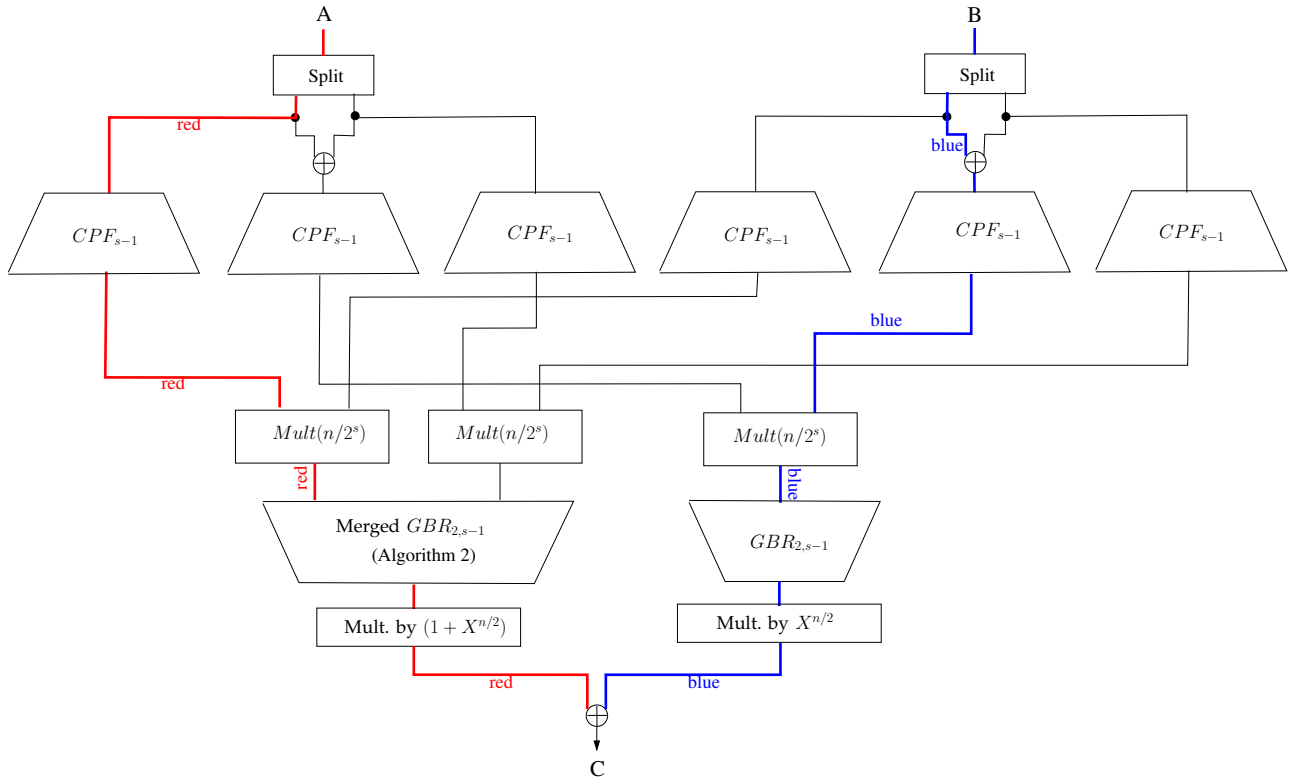 A
B
Split
Split
red
blue
$CPF_{s-1}$
$CPF_{s-1}$
$CPF_{s-1}$
$CPF_{s-1}$
$CPF_{s-1}$
$CPF_{s-1}$
blue
red
$Mult(n/2^s)$
$Mult(n/2^s)$
$Mult(n/2^s)$
red
blue
Merged $GBR_{2,s-1}$
(Algorithm 2)
$GBR_{2,s-1}$
Mult. by $(1 + X^{n/2})$
Mult. by $X^{n/2}$
red
blue
C